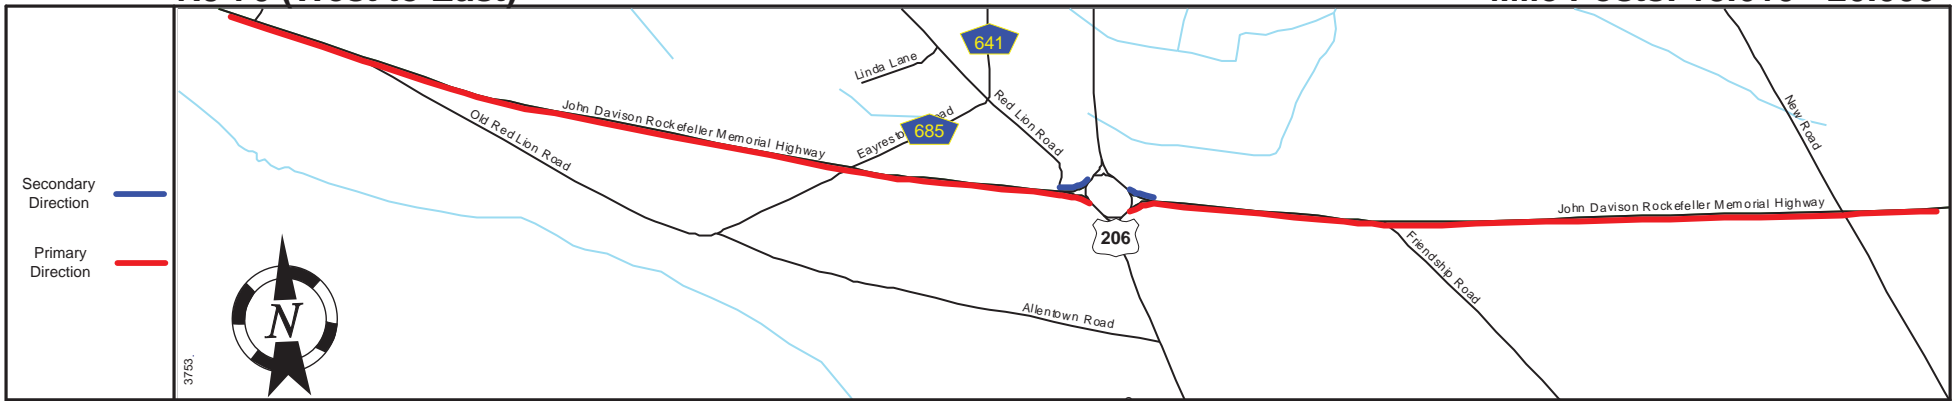 641
Linda Lane
Red Lion Road
New Road
John Davison Rockefeller Memorial Highway
Old Red Lion Road
685
Secondary
Direction
John Davison Rockefeller Memorial Highway
206
Primary
Direction
Friendship Road
N
Allentown Road
3753.